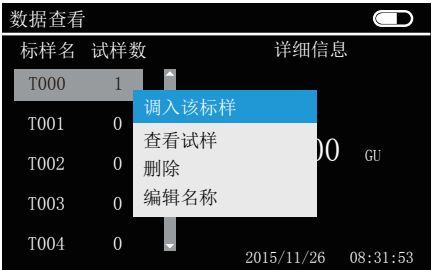 数据查看
标样名 试样数 详细信息
T000 1
调入该标样
T001 0
查看试样
00 GU
T002 0
删除
编辑名称
T003 0
T004 0
2015/11/26 08:31:53